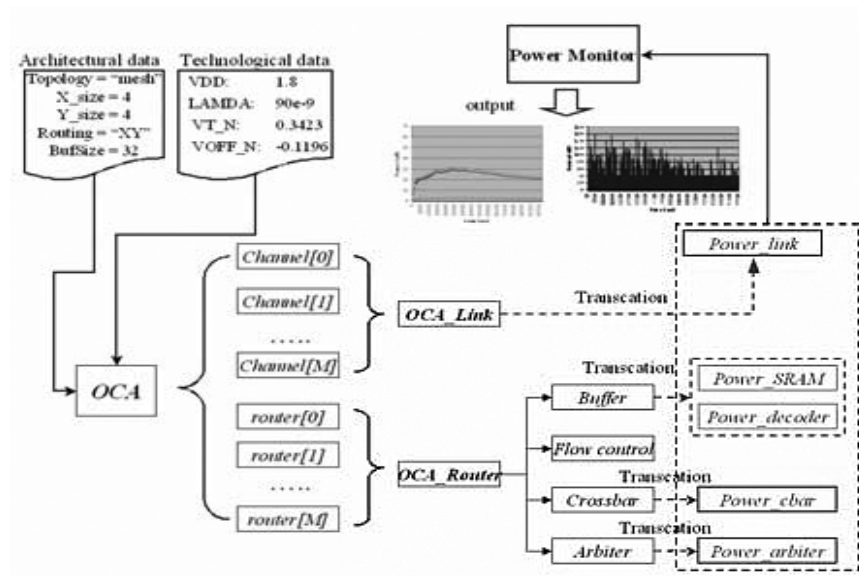 Architectural data
Topology = “mesh”
X_size = 4
Y_size = 4
Routing = “XY”
BufSize = 32
Technological data
VDD: 1.8
LAMDA: 90e-9
VT_N: 0.3423
VOFF_N: -0.1196
Power Monitor
output
OCA
Channel[0]
Channel[1]
.....
Channel[M]
router[0]
router[1]
.....
router[M]
OCA_Link
OCA_Router
Transcation
Power_link
Buffer
Flow control
Crossbar
Arbiter
Transcation
Transcation
Transcation
Power_SRAM
Power_decoder
Power_cbar
Power_arbiter